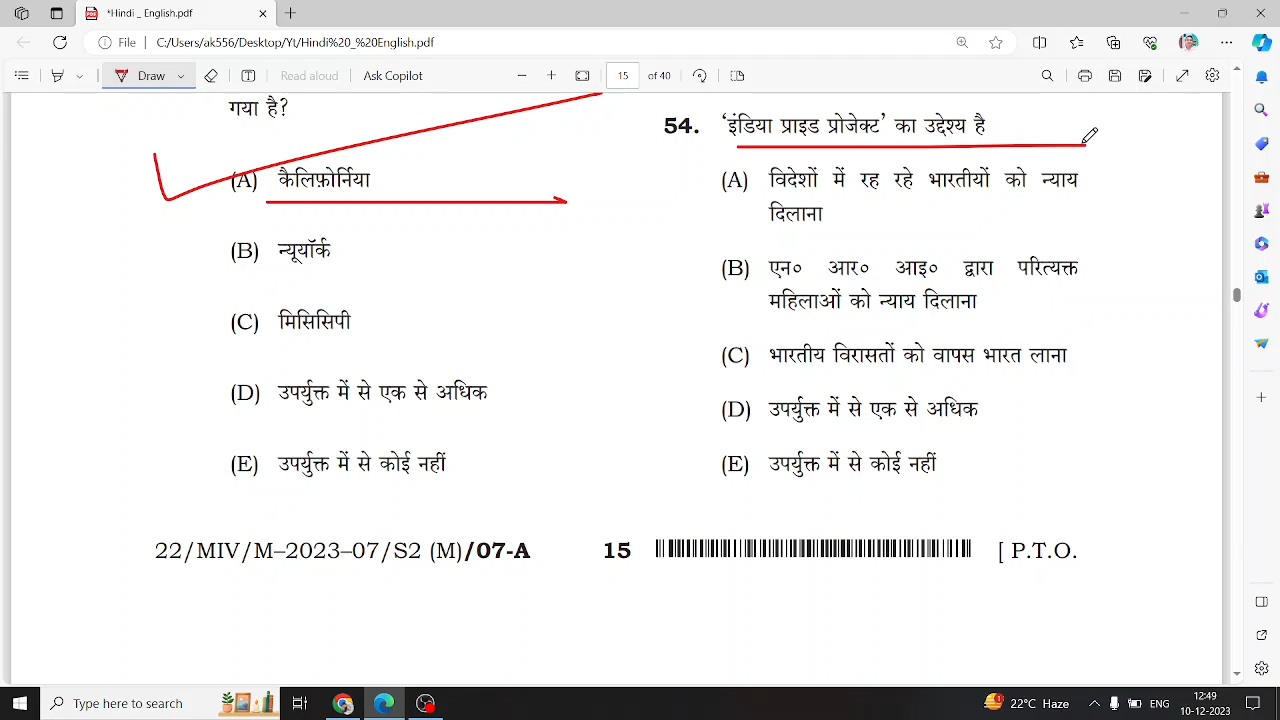 *Hindi _ English.pdf
File C:/Users/ak556/Desktop/Yt/Hindi%20_%20English.pdf
Draw Read aloud Ask Copilot 15 of 40
गया है?
(A) कैलिफ़ोर्निया
(B) न्यूयॉर्क
(C) मिसिसिपी
(D) उपर्युक्त में से एक से अधिक
(E) उपर्युक्त में से कोई नहीं
54. ‘इंडिया प्राइड प्रोजेक्ट’ का उद्देश्य है
(A) विदेशों में रह रहे भारतीयों को न्याय
दिलाना
(B) एन० आर० आइ० द्वारा परित्यक्त
महिलाओं को न्याय दिलाना
(C) भारतीय विरासतों को वापस भारत लाना
(D) उपर्युक्त में से एक से अधिक
(E) उपर्युक्त में से कोई नहीं
22/MIV/M–2023–07/S2 (M)/07-A 15 [ P.T.O.
Type here to search 1 22°C Haze ENG 12:49
10-12-2023